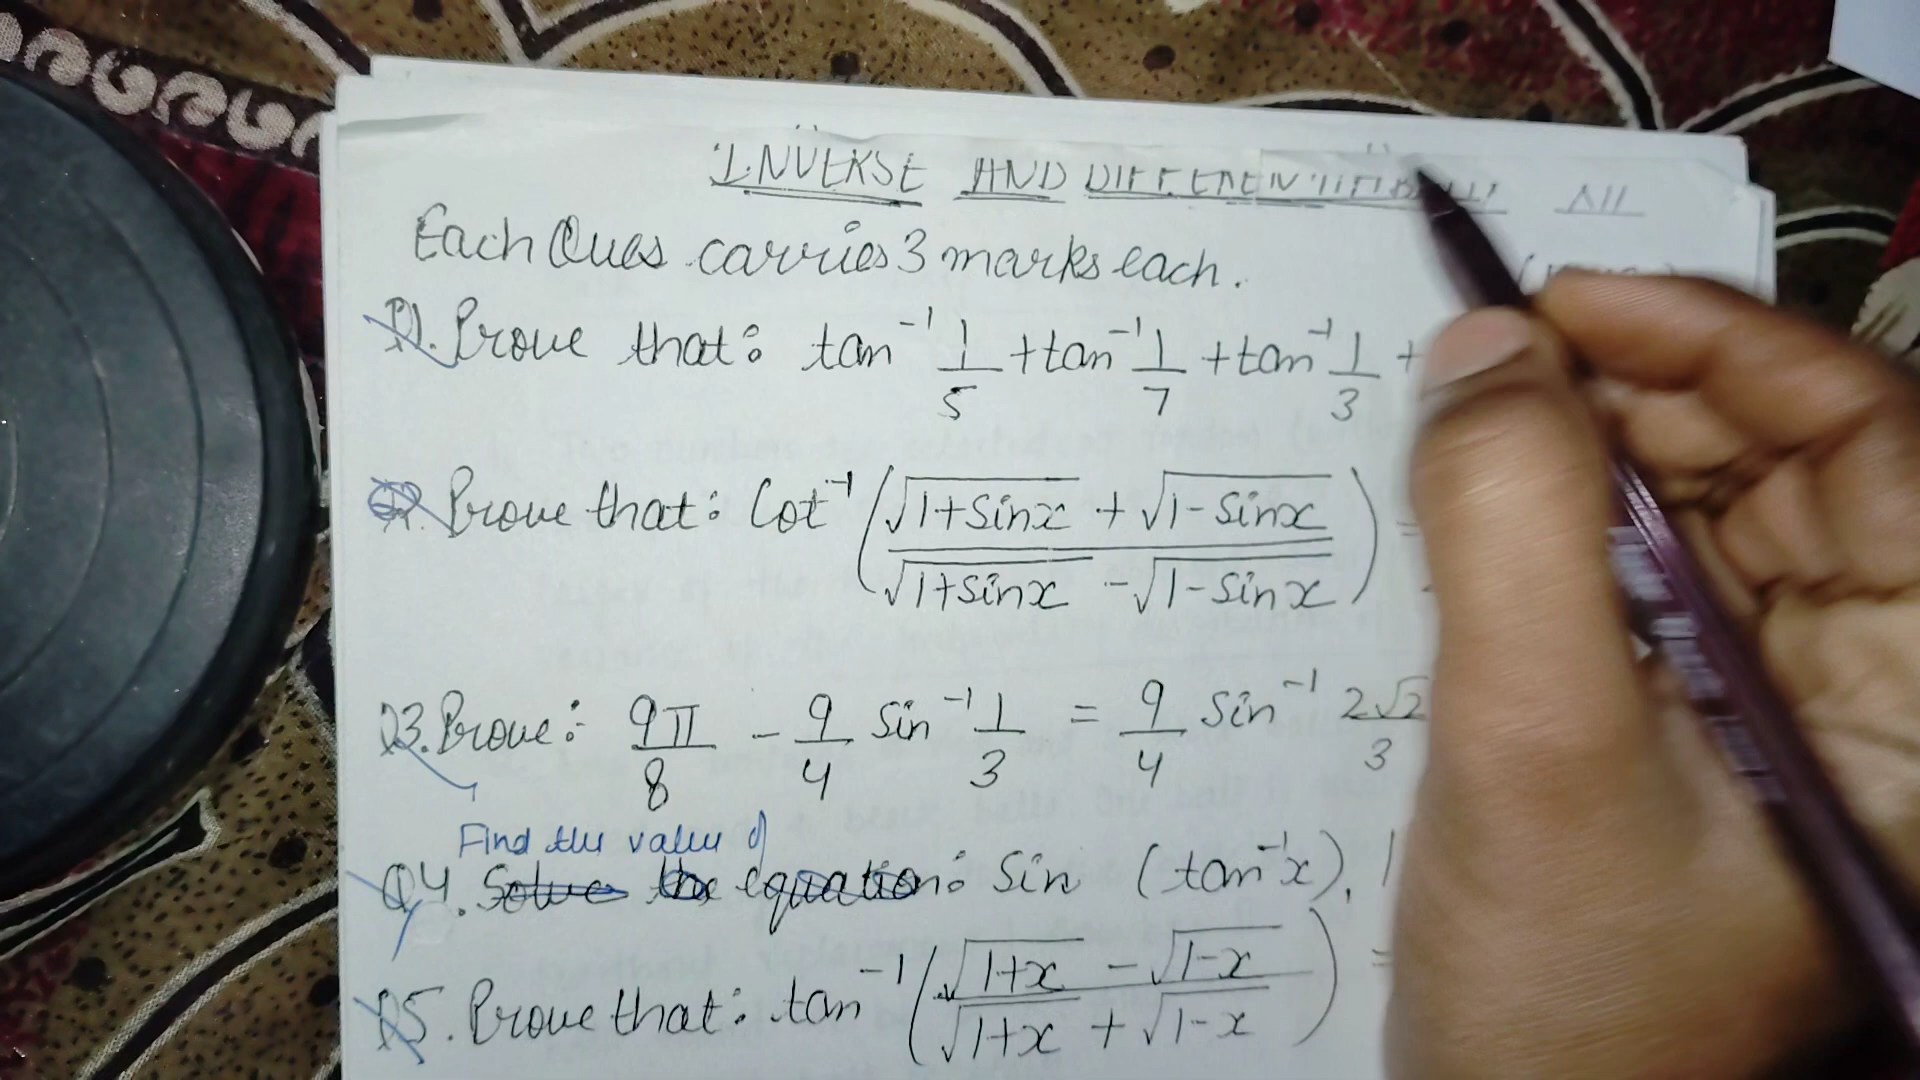 INVERSE AND DIFFERENTIABILITY
Each Ques carries 3 marks each.
Q1. Prove that: tan⁻¹ 1/5 + tan⁻¹ 1/7 + tan⁻¹ 1/3 +
Q2. Prove that: Cot⁻¹ (√(1+Sinx) + √(1-Sinx) / √(1+Sinx) - √(1-Sinx)) =
Q3. Prove: 9π/8 - 9/4 Sin⁻¹ 1/3 = 9/4 Sin⁻¹ 2√2/3
Find the value of
Q4. Solve the equation: Sin (tan⁻¹x), |
Q5. Prove that: tan⁻¹ (√(1+x) - √(1-x) / √(1+x) + √(1-x)) =